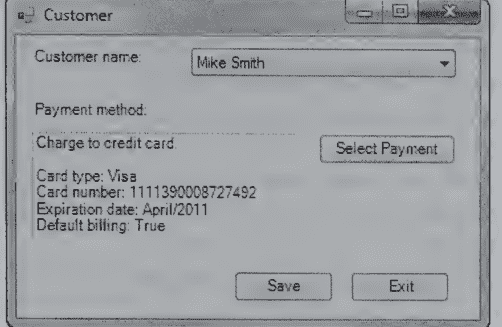 Customer
Customer name: Mike Smith
Payment method:
Charge to credit card. Select Payment
Card type: Visa
Card number: 1111390008727492
Expiration date: April/2011
Default billing: True
Save Exit